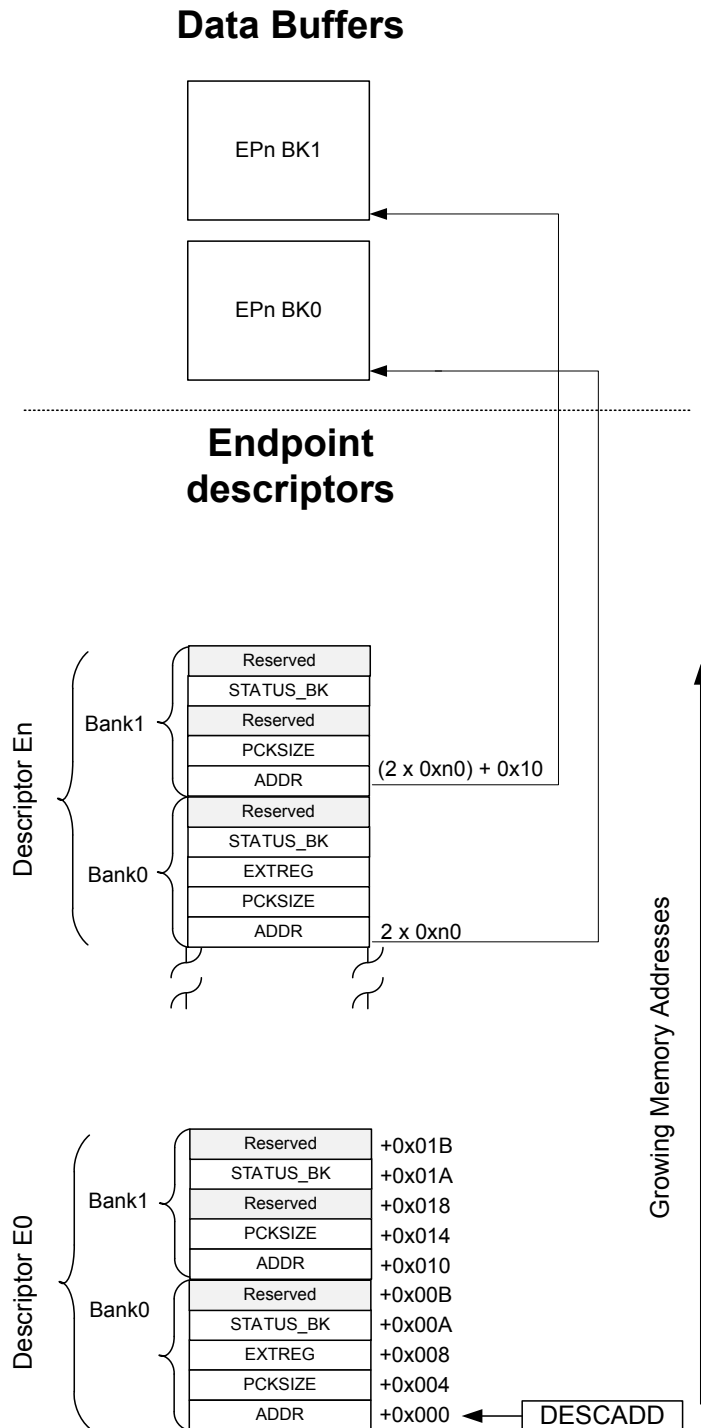 Data Buffers
EPn BK1
EPn BK0
Endpoint
descriptors
Descriptor En
Bank1
Reserved
STATUS_BK
Reserved
PCKSIZE
ADDR (2 x 0xn0) + 0x10
Bank0
Reserved
STATUS_BK
EXTREG
PCKSIZE
ADDR 2 x 0xn0
Growing Memory Addresses
Descriptor E0
Bank1
Reserved +0x01B
STATUS_BK +0x01A
Reserved +0x018
PCKSIZE +0x014
ADDR +0x010
Bank0
Reserved +0x00B
STATUS_BK +0x00A
EXTREG +0x008
PCKSIZE +0x004
ADDR +0x000 DESCADD